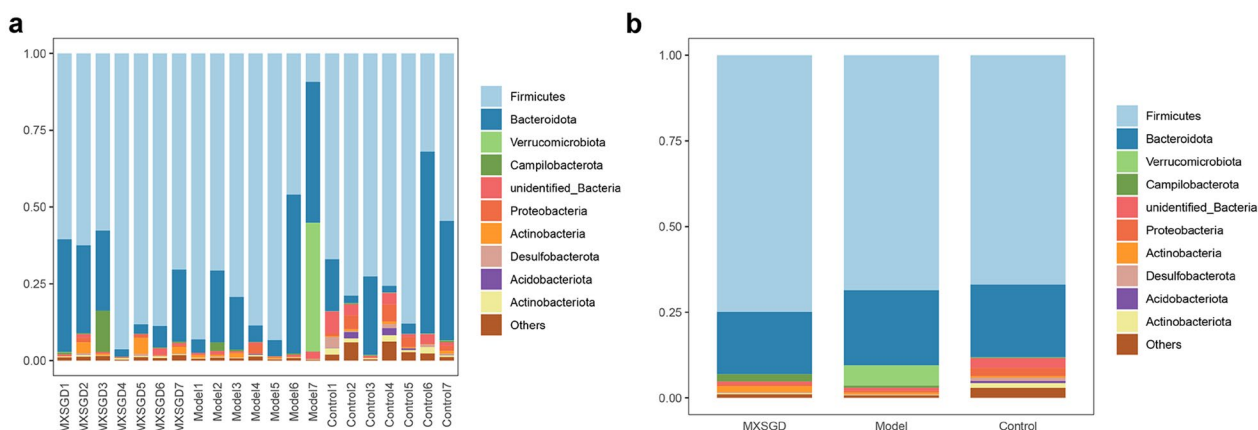 a
1.00
0.75
0.50
0.25
0.00
MXSGD1
MXSGD2
MXSGD3
MXSGD4
MXSGD5
MXSGD6
MXSGD7
Model1
Model2
Model3
Model4
Model5
Model6
Model7
Control1
Control2
Control3
Control4
Control5
Control6
Control7
Firmicutes
Bacteroidota
Verrucomicrobiota
Campilobacterota
unidentified_Bacteria
Proteobacteria
Actinobacteria
Desulfobacterota
Acidobacteriota
Actinobacteriota
Others
b
1.00
0.75
0.50
0.25
0.00
MXSGD
Model
Control
Firmicutes
Bacteroidota
Verrucomicrobiota
Campilobacterota
unidentified_Bacteria
Proteobacteria
Actinobacteria
Desulfobacterota
Acidobacteriota
Actinobacteriota
Others